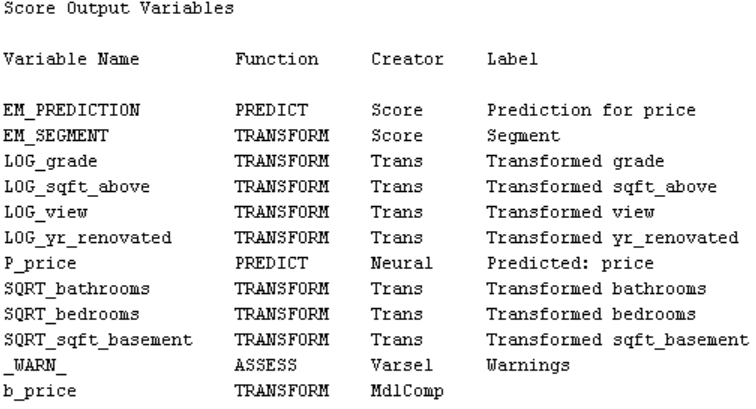 Score Output Variables
Variable Name Function Creator Label
EM_PREDICTION PREDICT Score Prediction for price
EM_SEGMENT TRANSFORM Score Segment
LOG_grade TRANSFORM Trans Transformed grade
LOG_sqft_above TRANSFORM Trans Transformed sqft_above
LOG_view TRANSFORM Trans Transformed view
LOG_yr_renovated TRANSFORM Trans Transformed yr_renovated
P_price PREDICT Neural Predicted: price
SQRT_bathrooms TRANSFORM Trans Transformed bathrooms
SQRT_bedrooms TRANSFORM Trans Transformed bedrooms
SQRT_sqft_basement TRANSFORM Trans Transformed sqft_basement
_WARN_ ASSESS Varsel Warnings
b_price TRANSFORM MdlComp